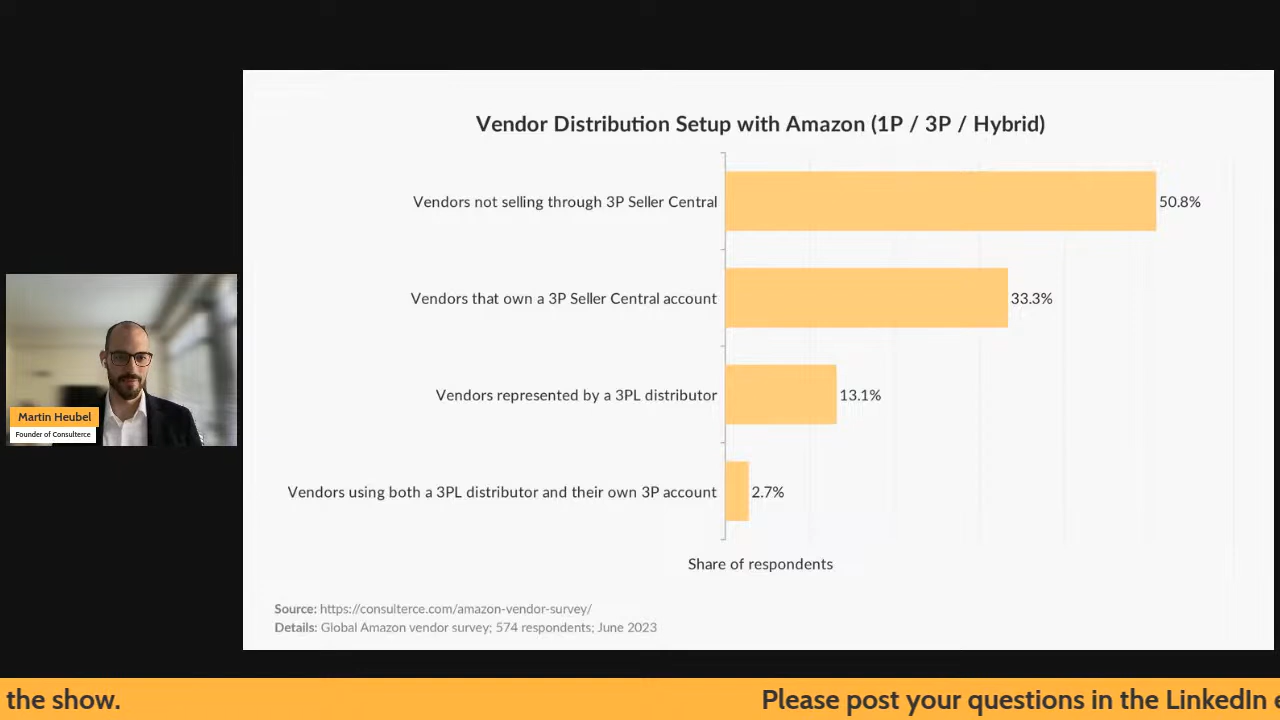 Vendor Distribution Setup with Amazon (1P / 3P / Hybrid)
Vendors not selling through 3P Seller Central
50.8%
Vendors that own a 3P Seller Central account
33.3%
Vendors represented by a 3PL distributor
13.1%
Vendors using both a 3PL distributor and their own 3P account
2.7%
Share of respondents
Source: https://consulterce.com/amazon-vendor-survey/
Details: Global Amazon vendor survey; 574 respondents; June 2023
Martin Heubel
Founder of Consulterce
the show.
Please post your questions in the LinkedIn